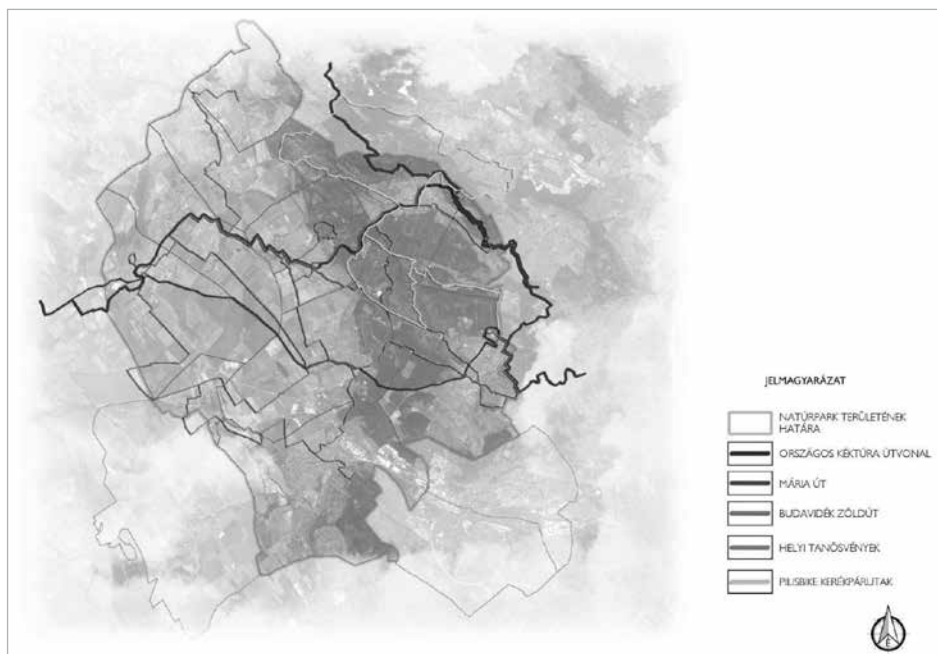 JELMAGYARÁZAT
NATÚRPARK TERÜLETÉNEK
HATÁRA
ORSZÁGOS KÉKTÚRA ÚTVONAL
MÁRIA ÚT
BUDAVIDÉK ZÖLDÚT
HELYI TANÖSVÉNYEK
PILISBIKE KERÉKPÁRUTAK
É